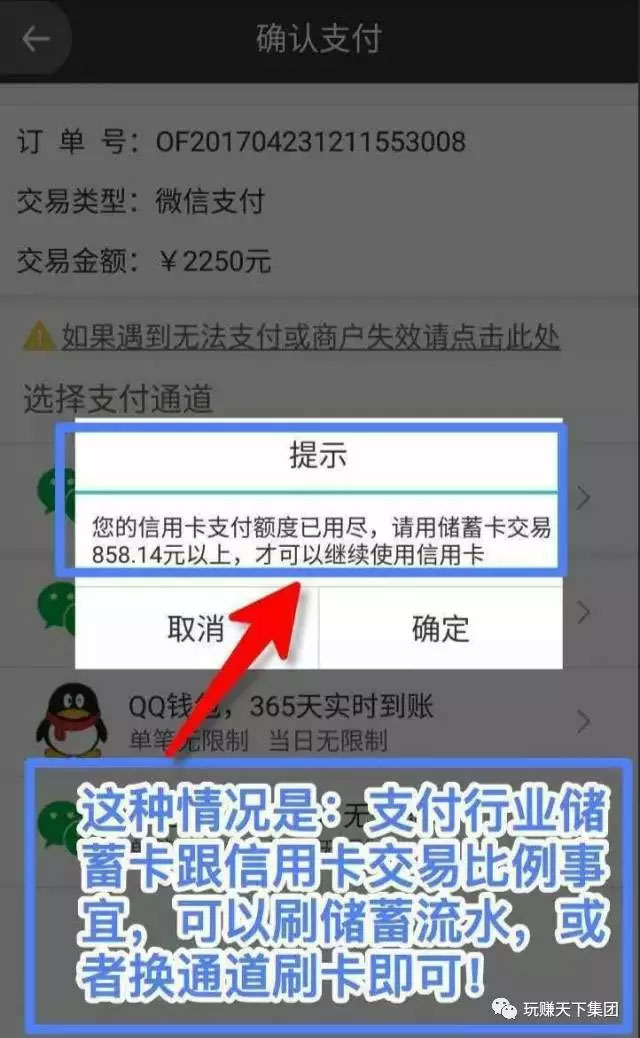 确认支付
订 单 号：OF201704231211553008
交易类型：微信支付
交易金额：￥2250元
如果遇到无法支付或商户失效请点击此处
选择支付通道
提示
您的信用卡支付额度已用尽，请用储蓄卡交易
858.14元以上，才可以继续使用信用卡
取消
确定
QQ钱包，365天实时到账
单笔无限制 当日无限制
这种情况是：支付行业储
蓄卡跟信用卡交易比例事
宜，可以刷储蓄流水，或
者换通道刷卡即可！
玩赚天下集团